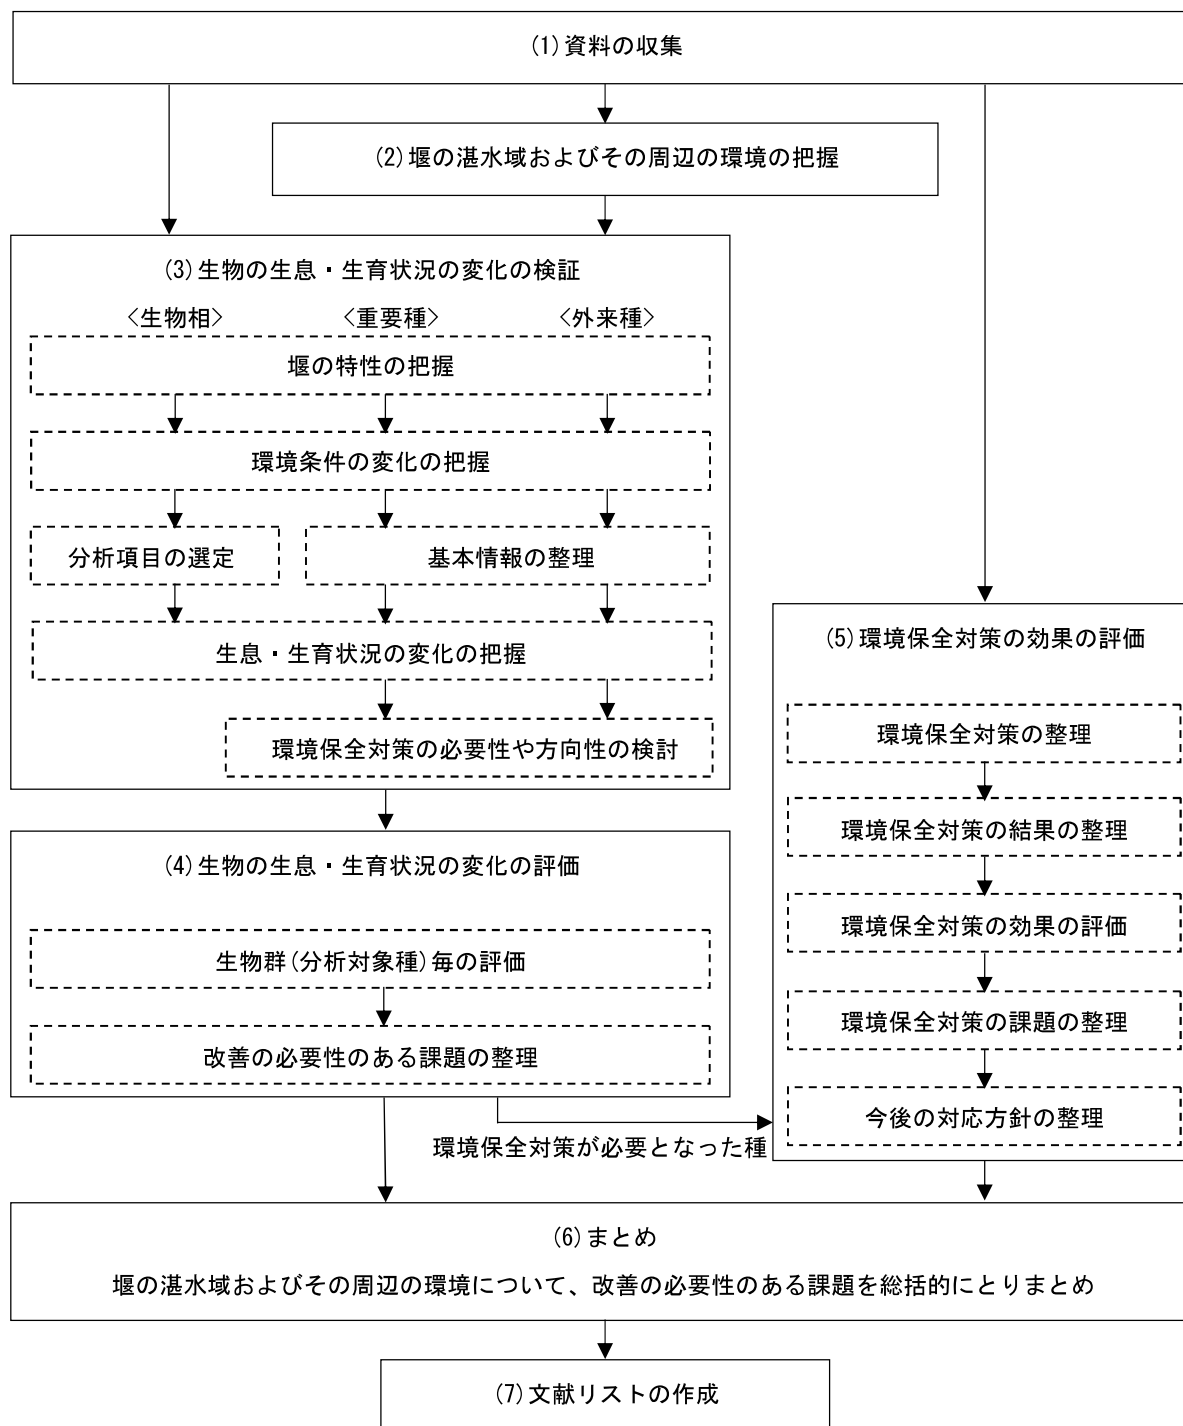 (1)資料の収集
(2)堰の湛水域およびその周辺の環境の把握
(3)生物の生息・生育状況の変化の検証
<生物相> <重要種> <外来種>
堰の特性の把握
環境条件の変化の把握
分析項目の選定
基本情報の整理
生息・生育状況の変化の把握
環境保全対策の必要性や方向性の検討
(4)生物の生息・生育状況の変化の評価
生物群(分析対象種)毎の評価
改善の必要性のある課題の整理
環境保全対策が必要となった種
(5)環境保全対策の効果の評価
環境保全対策の整理
環境保全対策の結果の整理
環境保全対策の効果の評価
環境保全対策の課題の整理
今後の対応方針の整理
(6)まとめ
堰の湛水域およびその周辺の環境について、改善の必要性のある課題を総括的にとりまとめ
(7)文献リストの作成